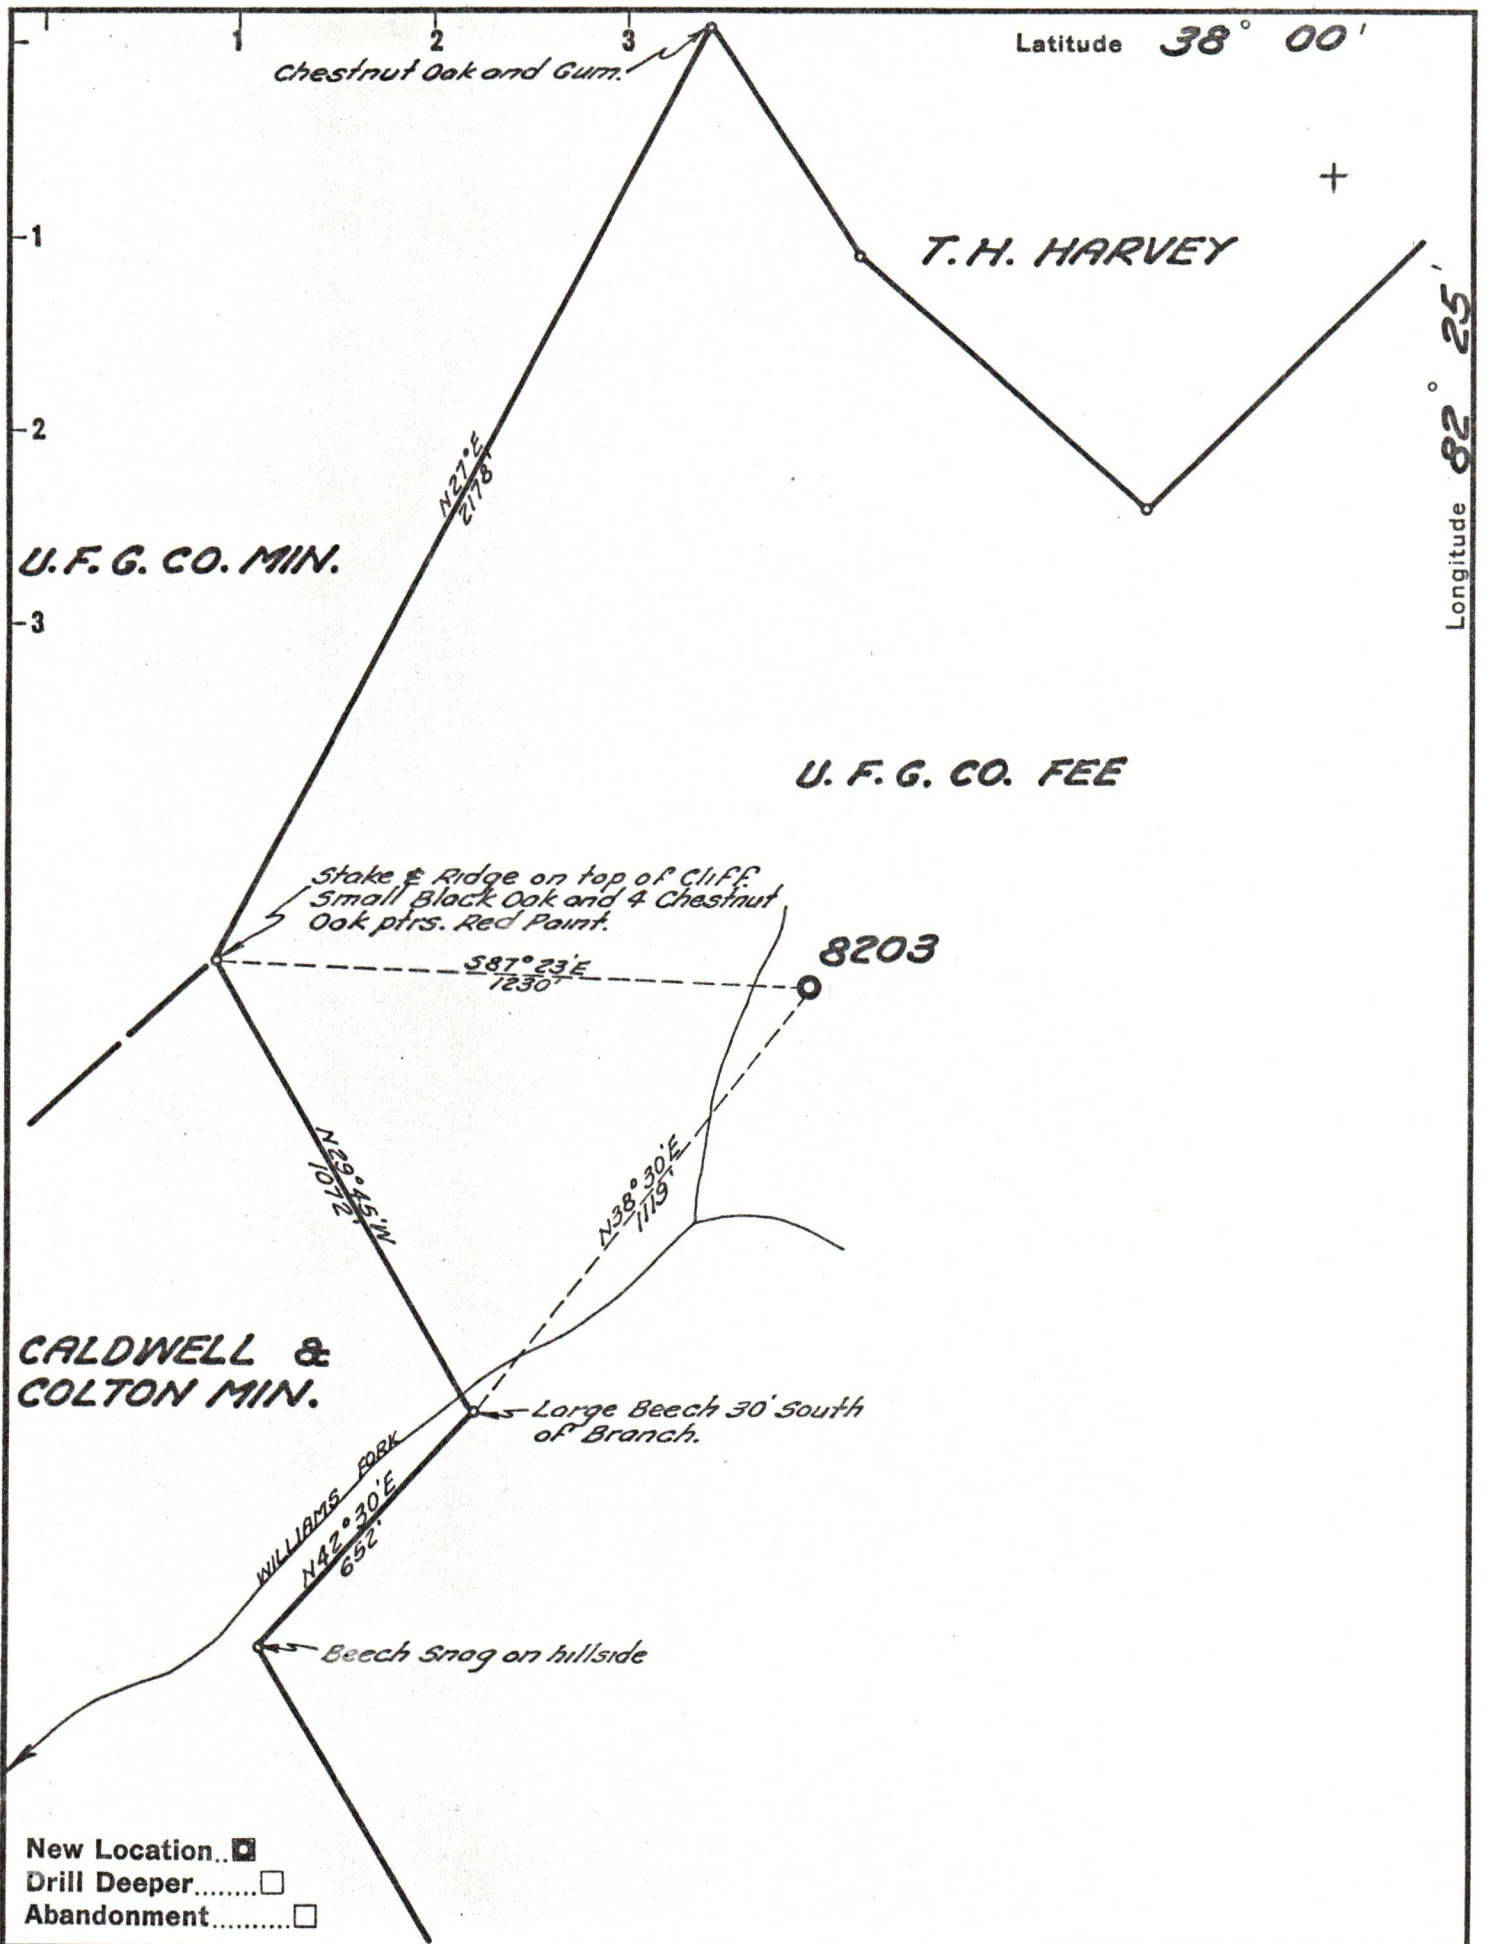 1 2 3
Latitude 38° 00'
Chestnut Oak and Gum.
1
T.H. HARVEY
Longitude 82° 25'
2
N27°E
2178'
U.F.G. CO. MIN.
3
U.F.G. CO. FEE
Stake & Ridge on top of Cliff.
Small Black Oak and 4 Chestnut
Oak ptrs. Red Paint.
8203
S87°23'E
1230'
N29°45'W
1072'
N38°30'E
1119'
CALDWELL &
COLTON MIN.
Large Beech 30' South
of Branch.
WILLIAMS FORK
N42°30'E
652'
Beech Snag on hillside
New Location..
Drill Deeper........
Abandonment..........